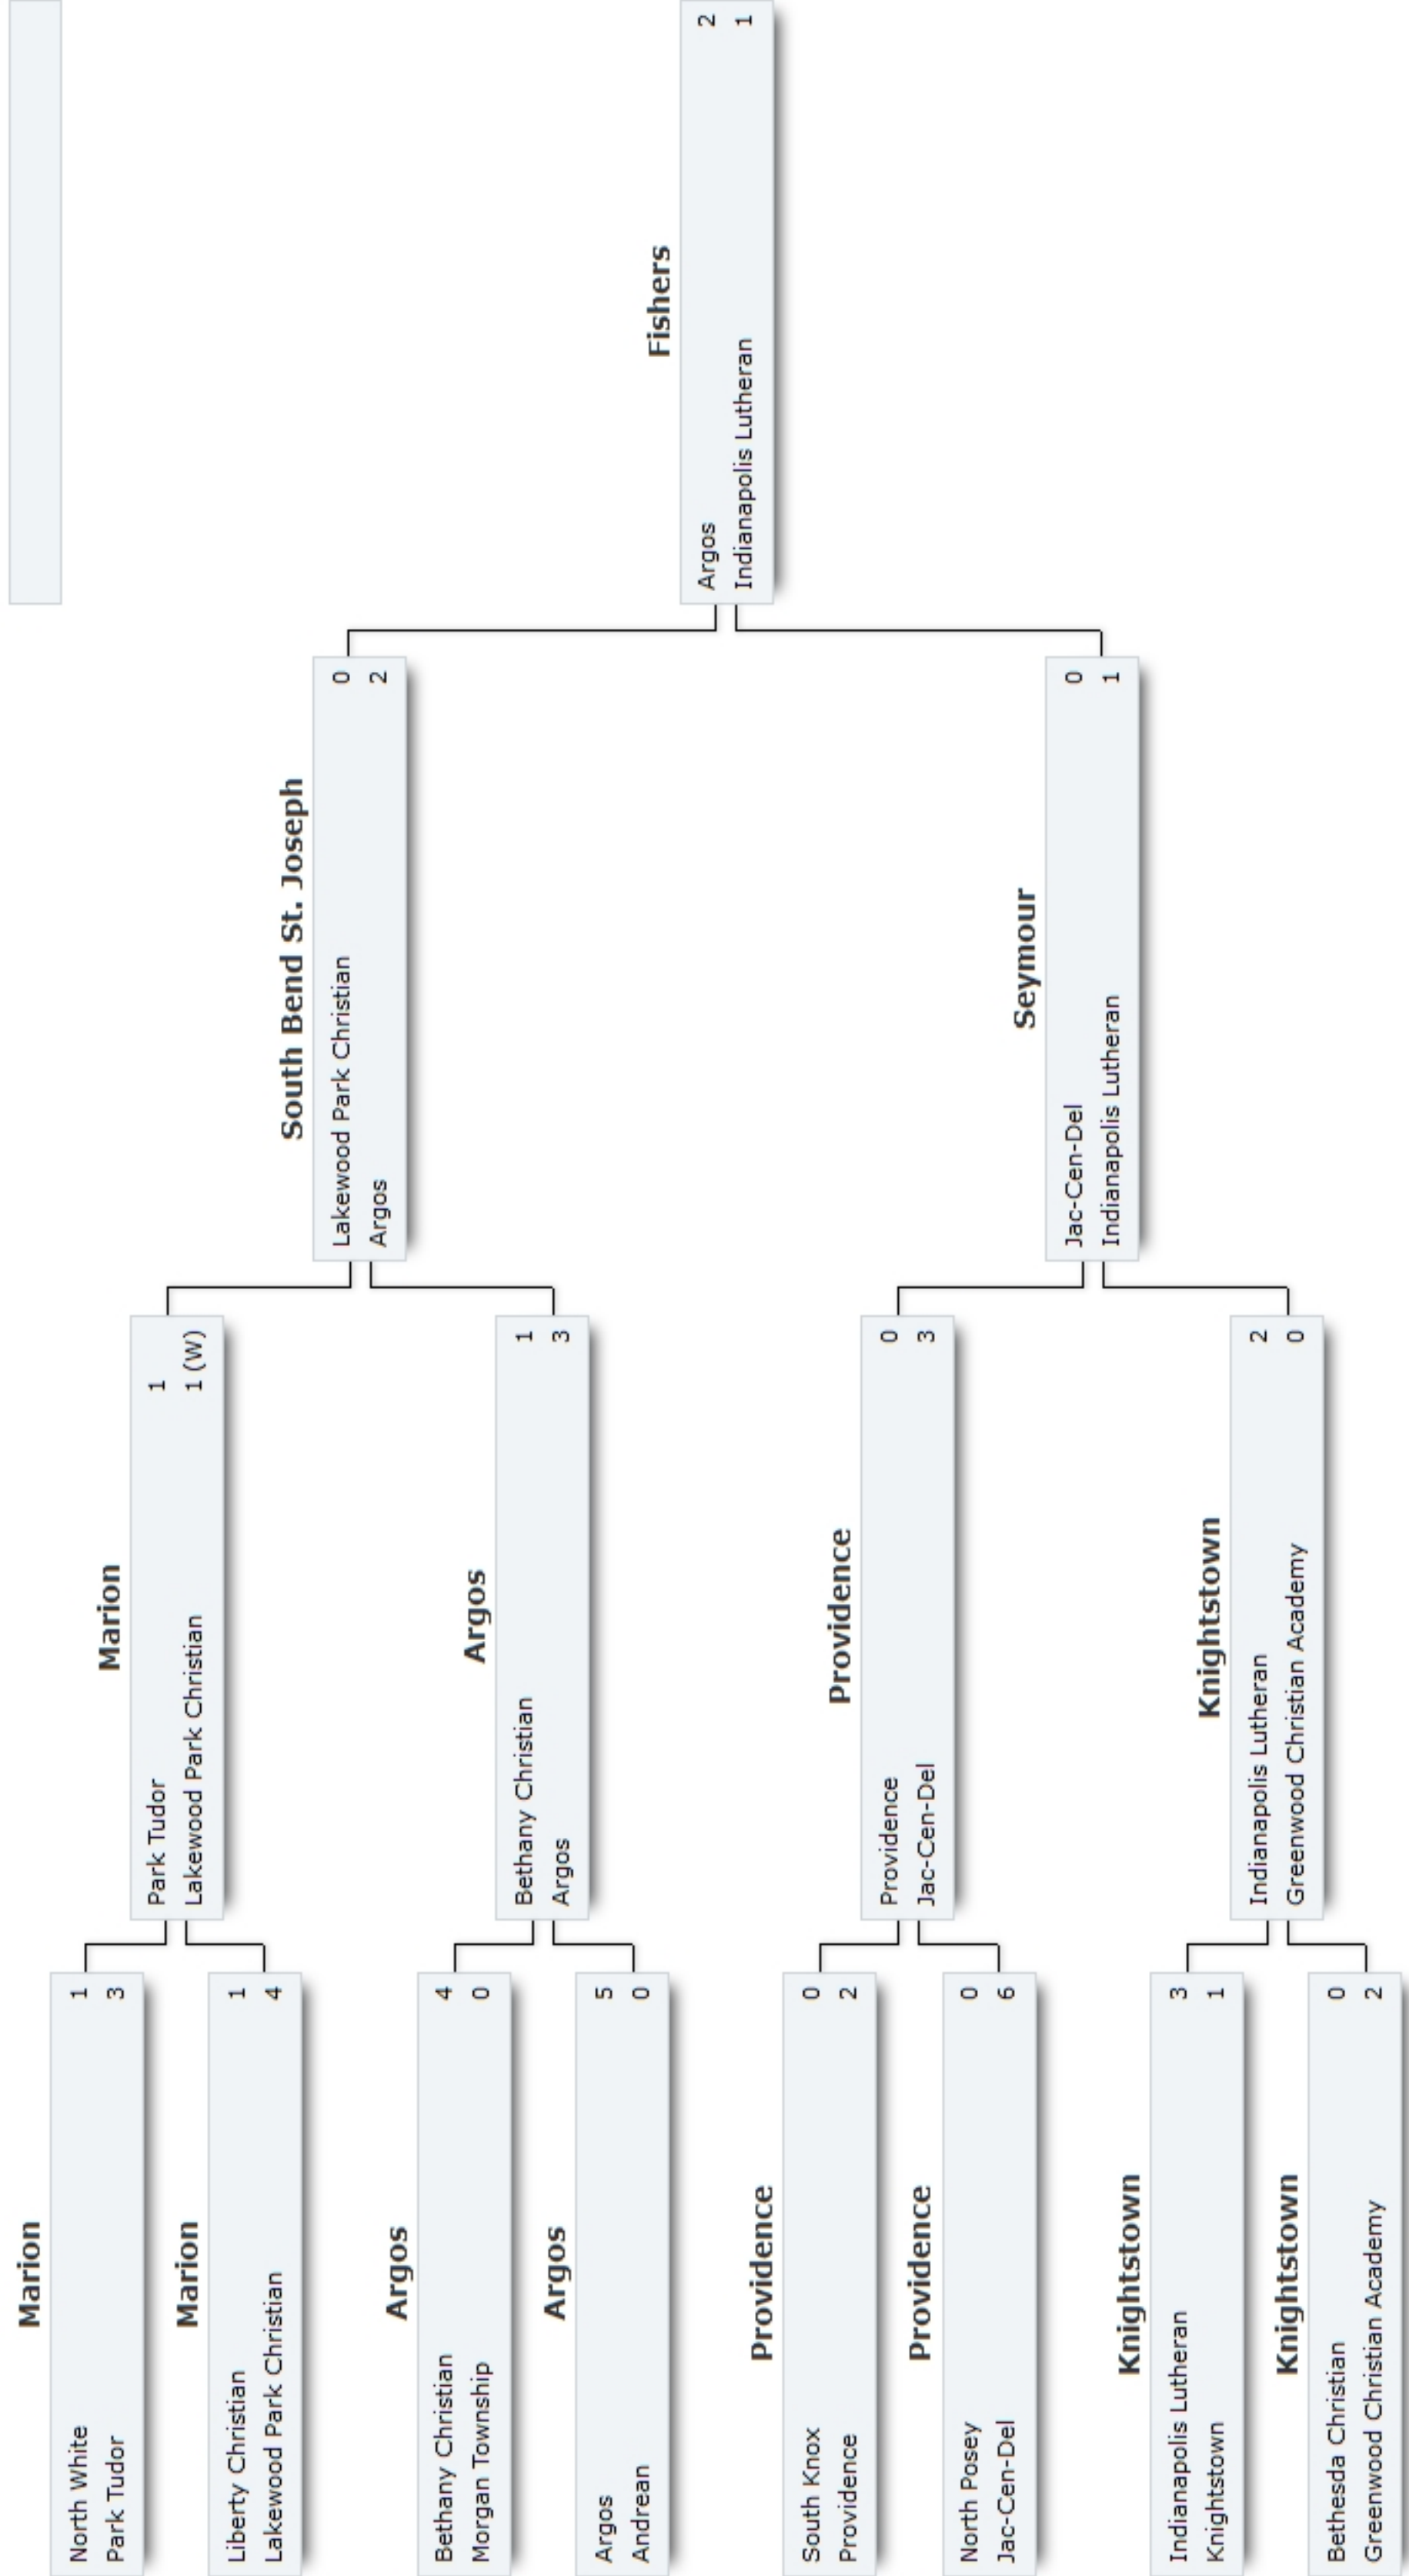 Marion
North White 1
Park Tudor 3
Marion
Liberty Christian 1
Lakewood Park Christian 4
Argos
Bethany Christian 4
Morgan Township 0
Argos
Argos 5
Andrean 0
Providence
South Knox 0
Providence 2
Providence
North Posey 0
Jac-Cen-Del 6
Knightstown
Indianapolis Lutheran 3
Knightstown 1
Knightstown
Bethesda Christian 0
Greenwood Christian Academy 2
Marion
Park Tudor 1
Lakewood Park Christian 1 (W)
Argos
Bethany Christian 1
Argos 3
Providence
Providence 0
Jac-Cen-Del 3
Knightstown
Indianapolis Lutheran 2
Greenwood Christian Academy 0
South Bend St. Joseph
Lakewood Park Christian 0
Argos 2
Seymour
Jac-Cen-Del 0
Indianapolis Lutheran 1
Fishers
Argos 2
Indianapolis Lutheran 1